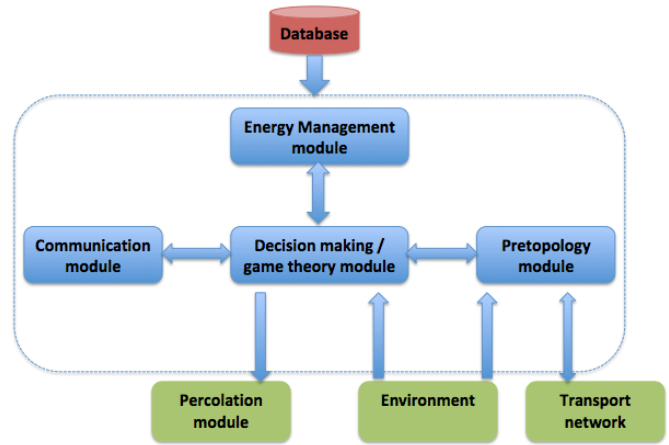 Database
Energy Management
module
Communication
module
Decision making /
game theory module
Pretopology
module
Percolation
module
Environment
Transport
network